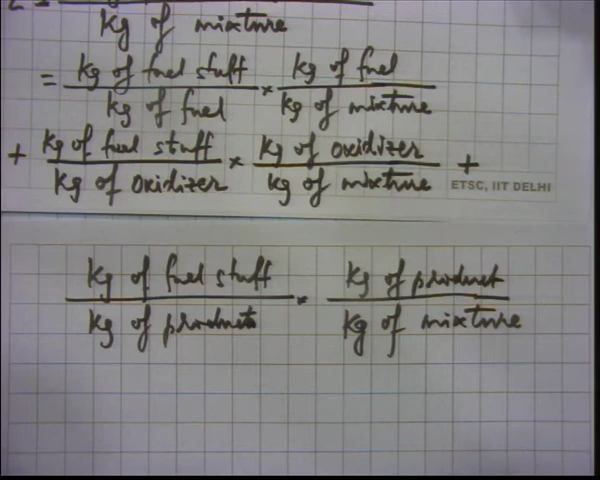 Kg of mixture
= Kg of fuel stuff / Kg of fuel × Kg of fuel / Kg of mixture
+ Kg of fuel stuff / Kg of oxidizer × Kg of oxidizer / Kg of mixture +
ETSC, IIT DELHI
Kg of fuel stuff / Kg of product × Kg of product / Kg of mixture